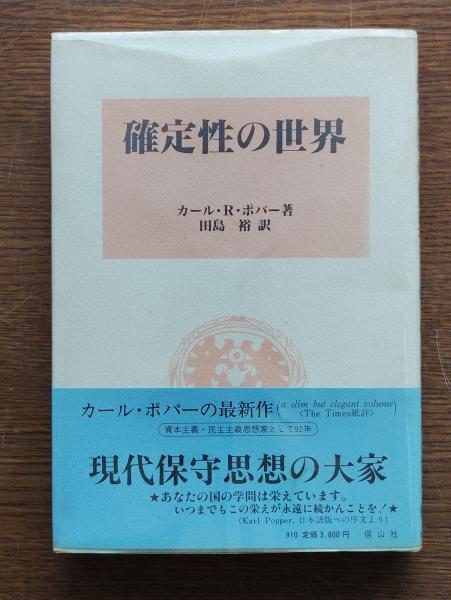 確定性の世界
カール・R・ポパー著
田島 裕 訳
カール・ポパーの最新作(a slim but elegant volume)
〈The Times紙評〉
資本主義・民主主義思想家として92年
現代保守思想の大家
★あなたの国の学問は栄えています。
いつまでもこの栄えが永遠に続かんことを!★
(Karl Popper, 日本語版への序文より)
910 定価3,600円 信山社